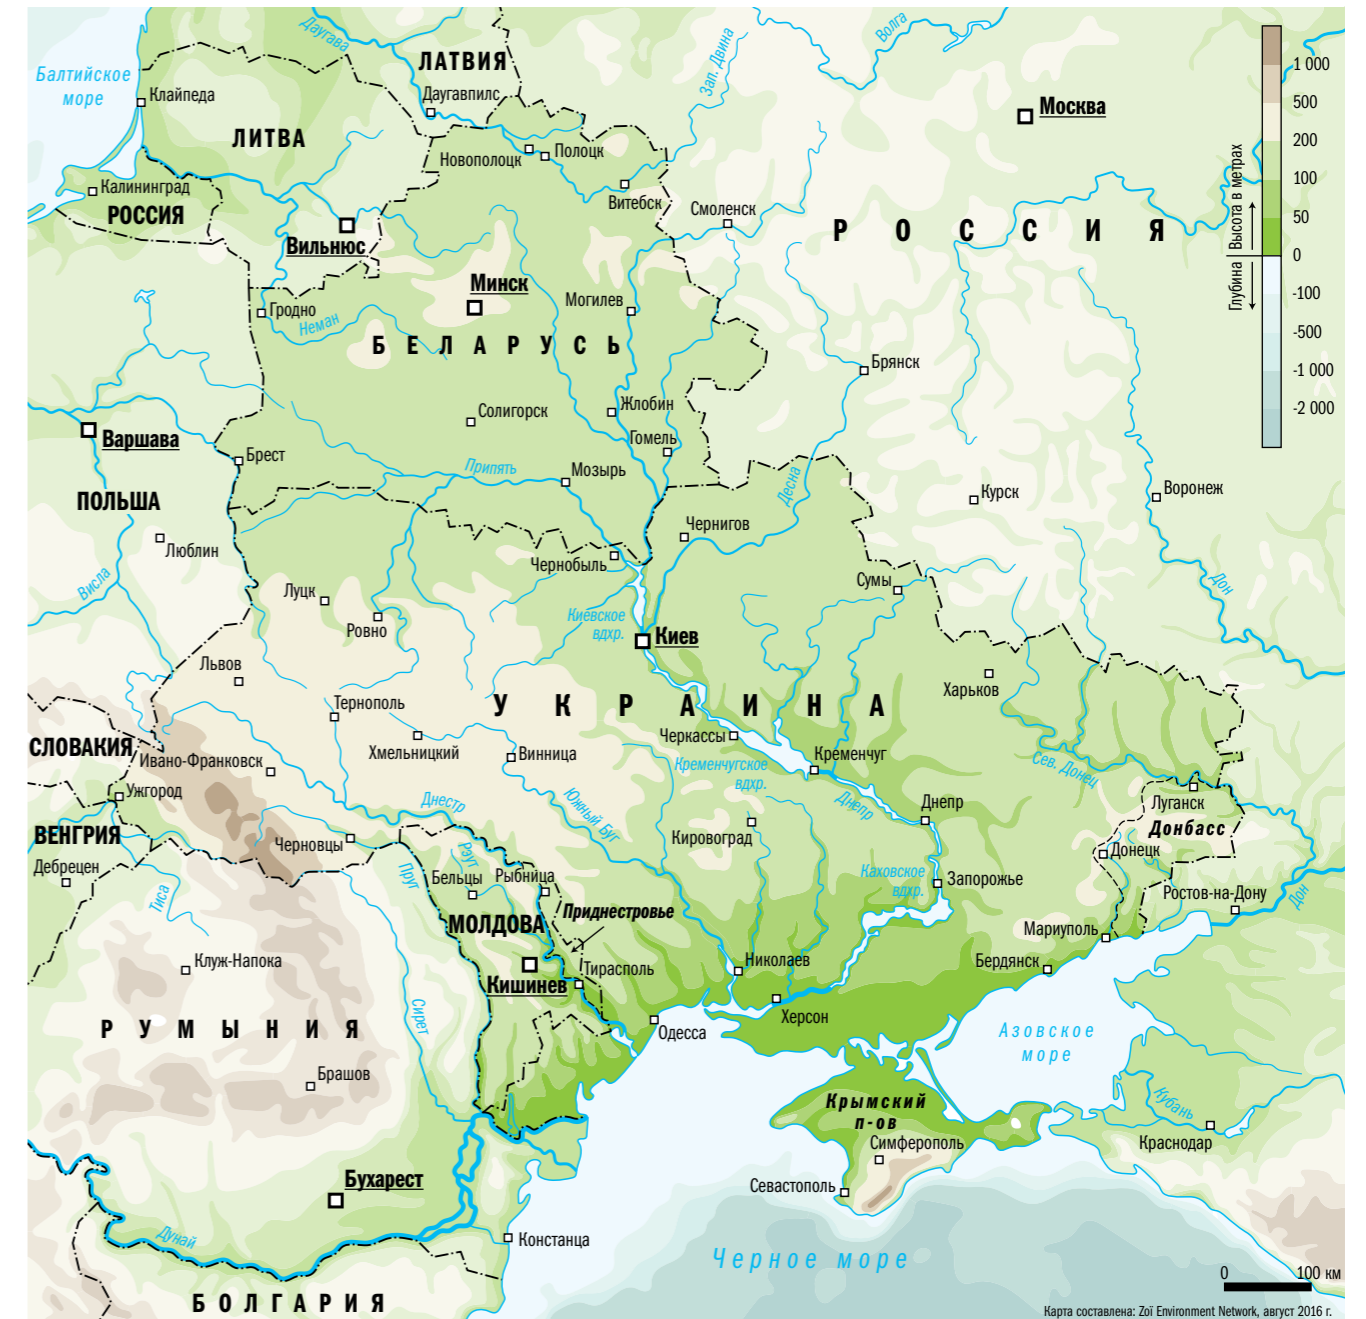 Даугава
ЛАТВИЯ
Зап. Двина
Волга
Балтийское
море
Клайпеда
Даугавпилс
Москва
ЛИТВА
Новополоцк
Полоцк
Калининград
РОССИЯ
Витебск
Смоленск
Вильнюс
РОССИЯ
Минск
Могилев
Гродно
Неман
БЕЛАРУСЬ
Брянск
Солигорск
Жлобин
Гомель
Варшава
Брест
Припять
Мозырь
Десна
Курск
Воронеж
ПОЛЬША
Люблин
Чернигов
Чернобыль
Висла
Луцк
Ровно
Сумы
Дон
Киевское
вдхр.
Киев
Львов
Харьков
Тернополь
УКРАИНА
СЛОВАКИЯ
Хмельницкий
Винница
Черкассы
Кременчуг
Ивано-Франковск
Кременчугское
вдхр.
Сев. Донец
Ужгород
Днестр
Южный Буг
Днепр
Днепр
Луганск
Донбасс
ВЕНГРИЯ
Черновцы
Кировоград
Донецк
Дебрецен
Прут
Рэут
Бельцы
Рыбница
Каховское
вдхр.
Запорожье
Тиса
Ростов-на-Дону
Дон
МОЛДОВА
Приднестровье
Мариуполь
Клуж-Напока
Кишинев
Тирасполь
Николаев
Бердянск
Сирет
РУМЫНИЯ
Одесса
Херсон
Азовское
море
Брашов
Крымский
п-ов
Кубань
Симферополь
Краснодар
Бухарест
Севастополь
Дунай
Констанца
Черное море
БОЛГАРИЯ
1 000
500
200
100
50
0
-100
-500
-1 000
-2 000
Высота в метрах
Глубина
0
100 км
Карта составлена: Zoï Environment Network, август 2016 г.